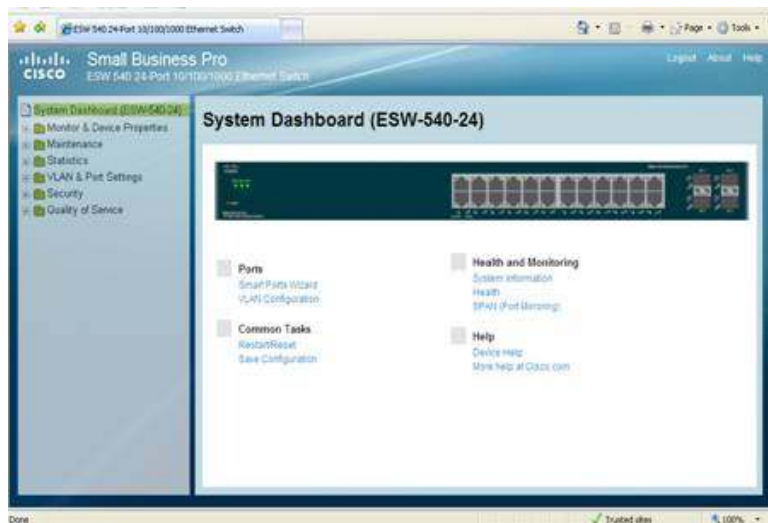 ESW 540 24-Port 10/100/1000 Ethernet Switch
Page
Tools
CISCO
Small Business Pro
ESW 540 24-Port 10/100/1000 Ethernet Switch
Logout About Help
System Dashboard (ESW-540-24)
Monitor & Device Properties
Maintenance
Statistics
VLAN & Port Settings
Security
Quality of Service
System Dashboard (ESW-540-24)
Ports
Smart Ports Wizard
VLAN Configuration
Common Tasks
Restart/Reset
Save Configuration
Health and Monitoring
System Information
Health
SPAN (Port Mirroring)
Help
Device Help
More help at Cisco.com
Done
Trusted sites
100%